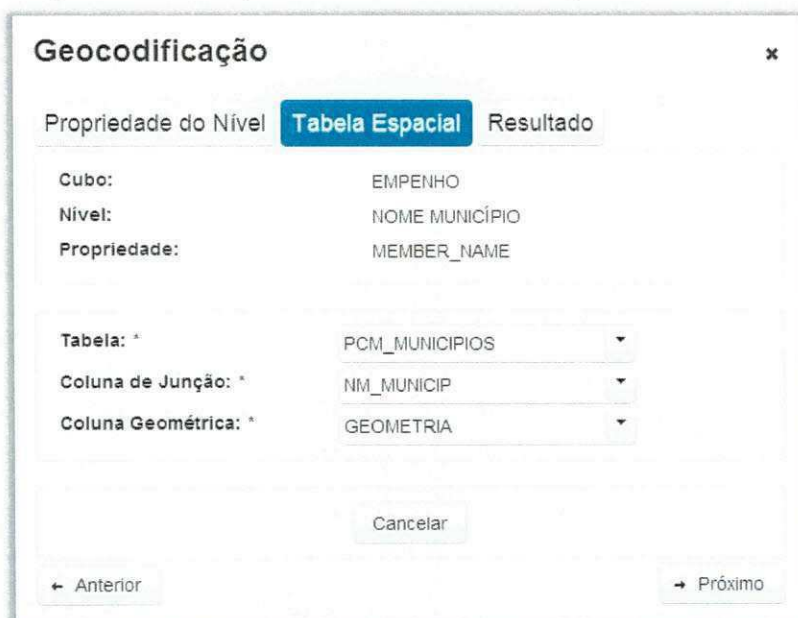 Geocodificação
Propriedade do Nível Tabela Espacial Resultado
Cubo: EMPENHO
Nível: NOME MUNICÍPIO
Propriedade: MEMBER_NAME
Tabela: * PCM_MUNICIPIOS
Coluna de Junção: * NM_MUNICIP
Coluna Geométrica: * GEOMETRIA
Cancelar
← Anterior → Próximo